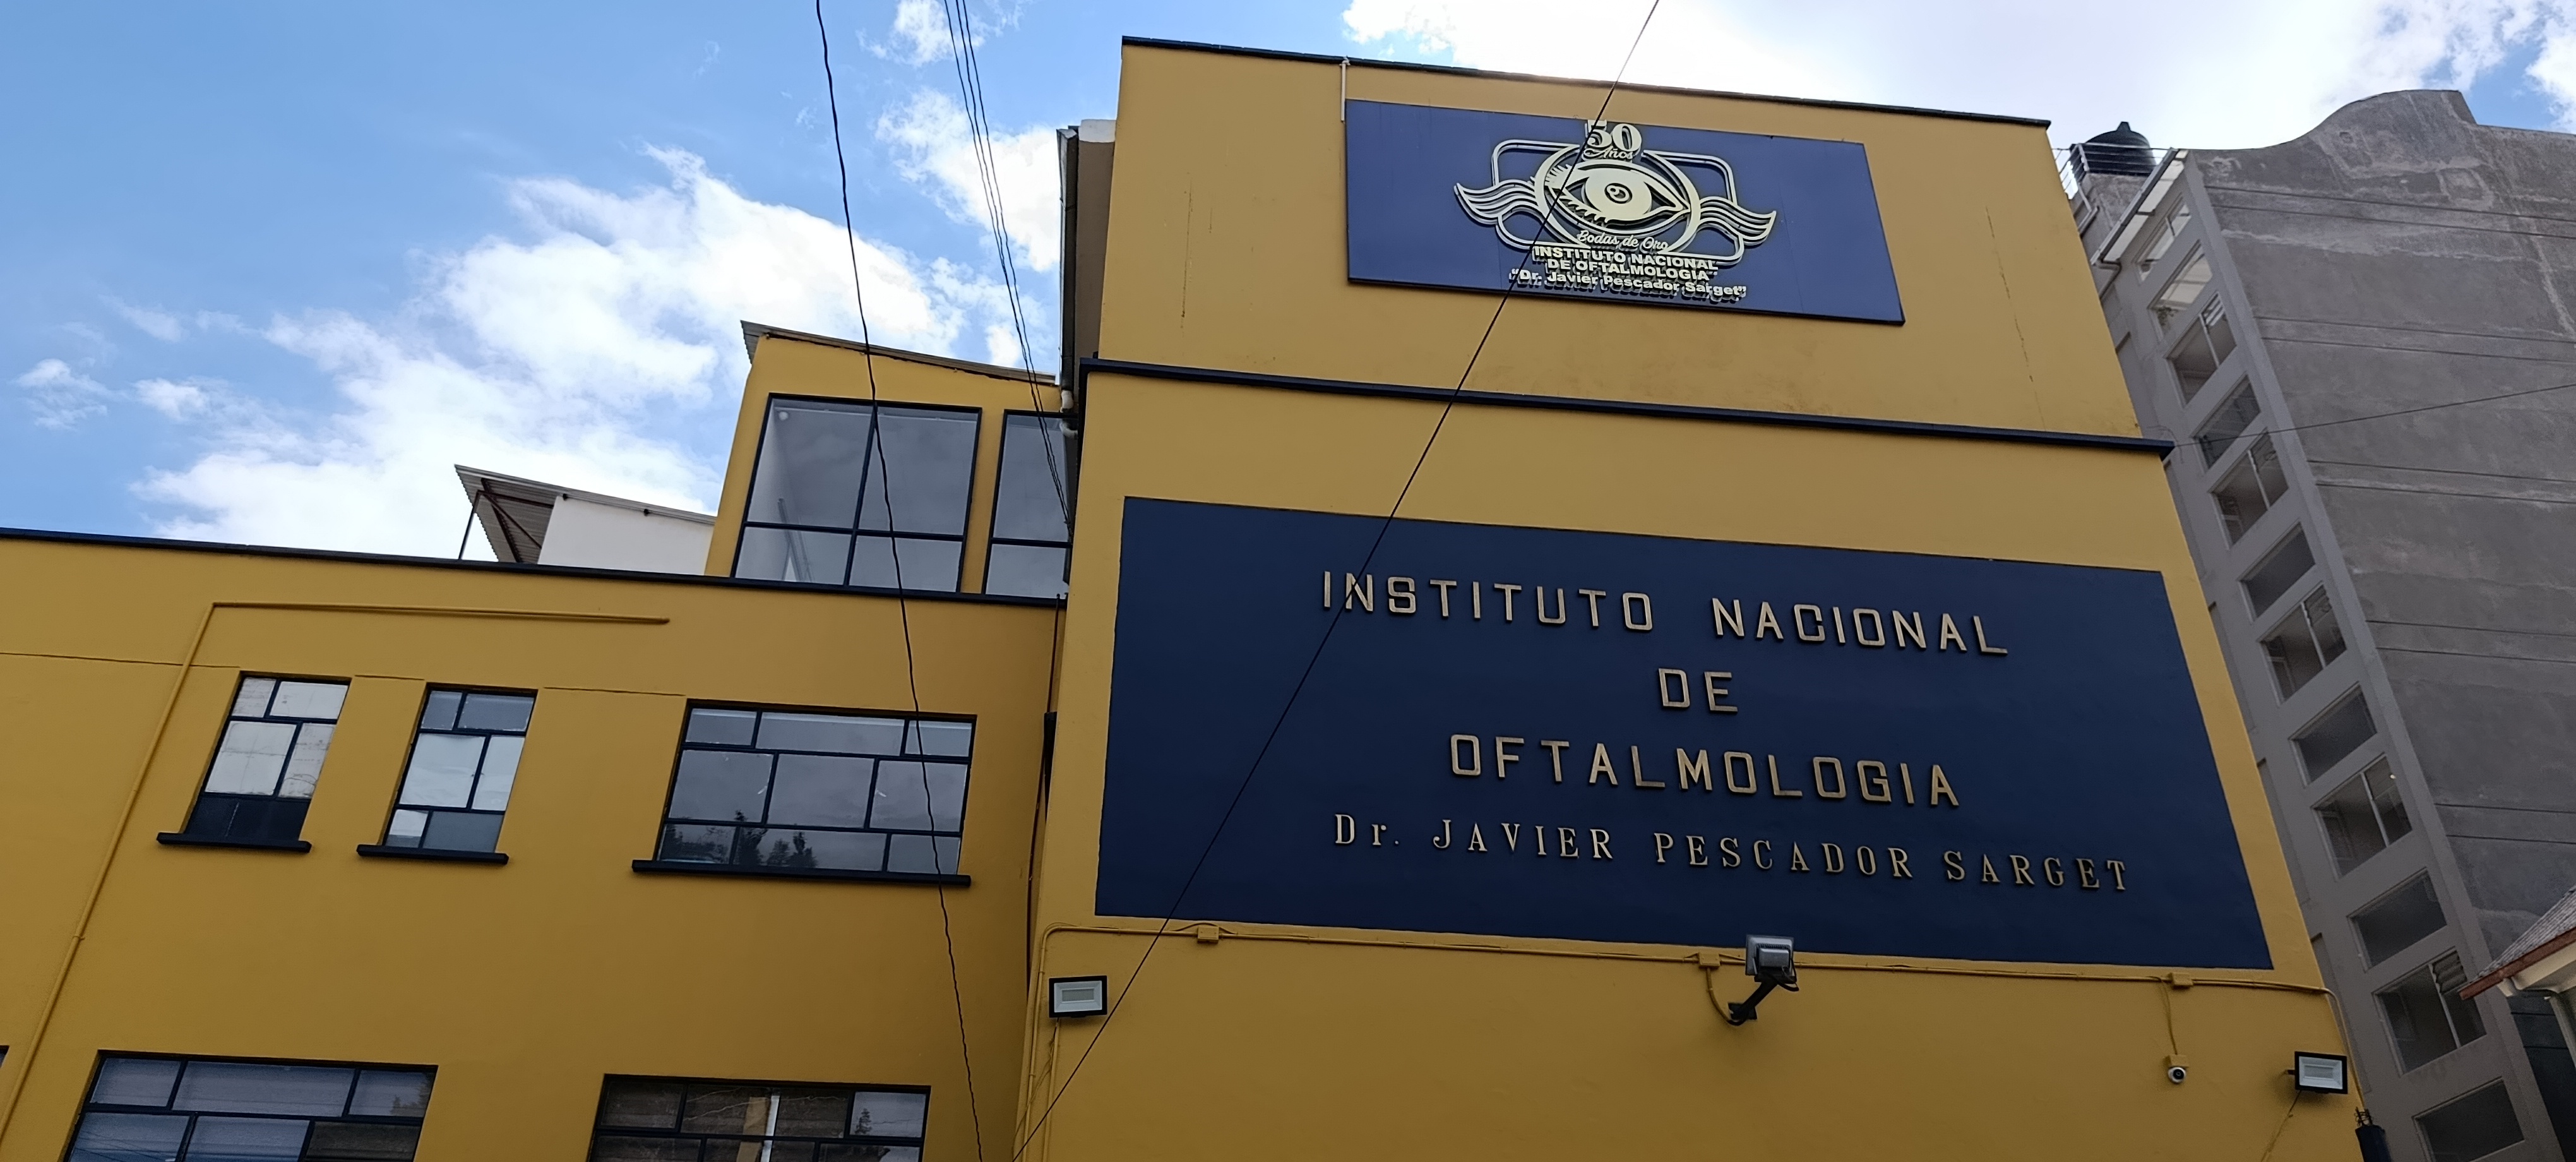 50
Años
Bodas de Oro
INSTITUTO NACIONAL
DE OFTALMOLOGIA
"Dr. Javier Pescador Sarget"
INSTITUTO NACIONAL
DE
OFTALMOLOGIA
Dr. JAVIER PESCADOR SARGET